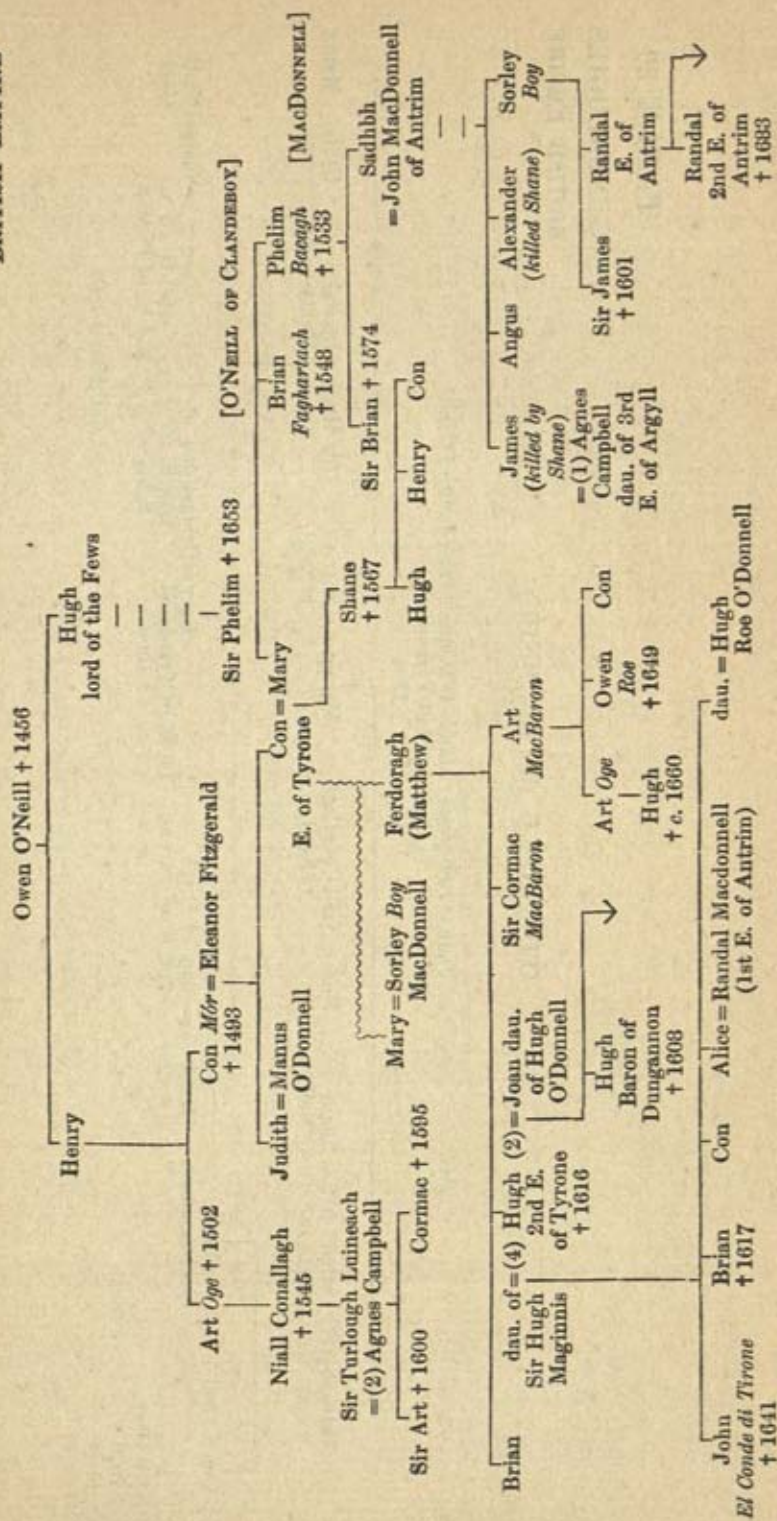 Owen O'Neill † 1456
Henry
Hugh
lord of the Fews
Art Oge † 1502
Con Mór = Eleanor Fitzgerald
† 1493
Sir Phelim † 1653
[O'NEILL OF CLANDEBOY]
Niall Conallagh
† 1545
Judith = Manus
O'Donnell
Con = Mary
E. of Tyrone
Brian
Faghartach
† 1548
Phelim
Bacagh
† 1533
[MACDONNELL]
Sir Turlough Luineach
= (2) Agnes Campbell
Shane
† 1567
Sir Brian † 1574
Sadhbh
= John MacDonnell
of Antrim
Sir Art † 1600
Cormac † 1595
Mary = Sorley Boy
MacDonnell
Ferdoragh
(Matthew)
Hugh
Henry
Con
Brian
dau. of = (4) Hugh (2) = Joan dau.
Sir Hugh
Maginnis
2nd E.
of Tyrone
† 1616
of Hugh
O'Donnell
Sir Cormac
MacBaron
Art
MacBaron
James
(killed by
Shane)
= (1) Agnes
Campbell
dau. of 3rd
E. of Argyll
Angus
Alexander
(killed Shane)
Sorley
Boy
Hugh
Baron of
Dungannon
† 1608
Art Oge
Owen
Roe
† 1649
Con
Hugh
† c. 1660
Sir James
† 1601
Randal
E. of
Antrim
Randal
2nd E. of
Antrim
† 1683
John
El Conde di Tirone
† 1641
Brian
† 1617
Con
Alice = Randal Macdonnell
(1st E. of Antrim)
dau. = Hugh
Roe O'Donnell